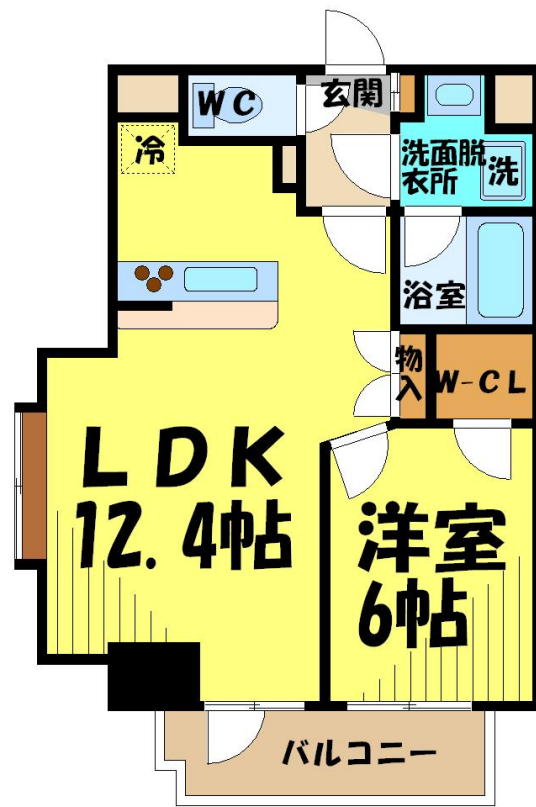 WC
玄関
冷
洗面脱
衣所
洗
浴室
物
入
W-CL
LDK
12.4帖
洋室
6帖
バルコニー